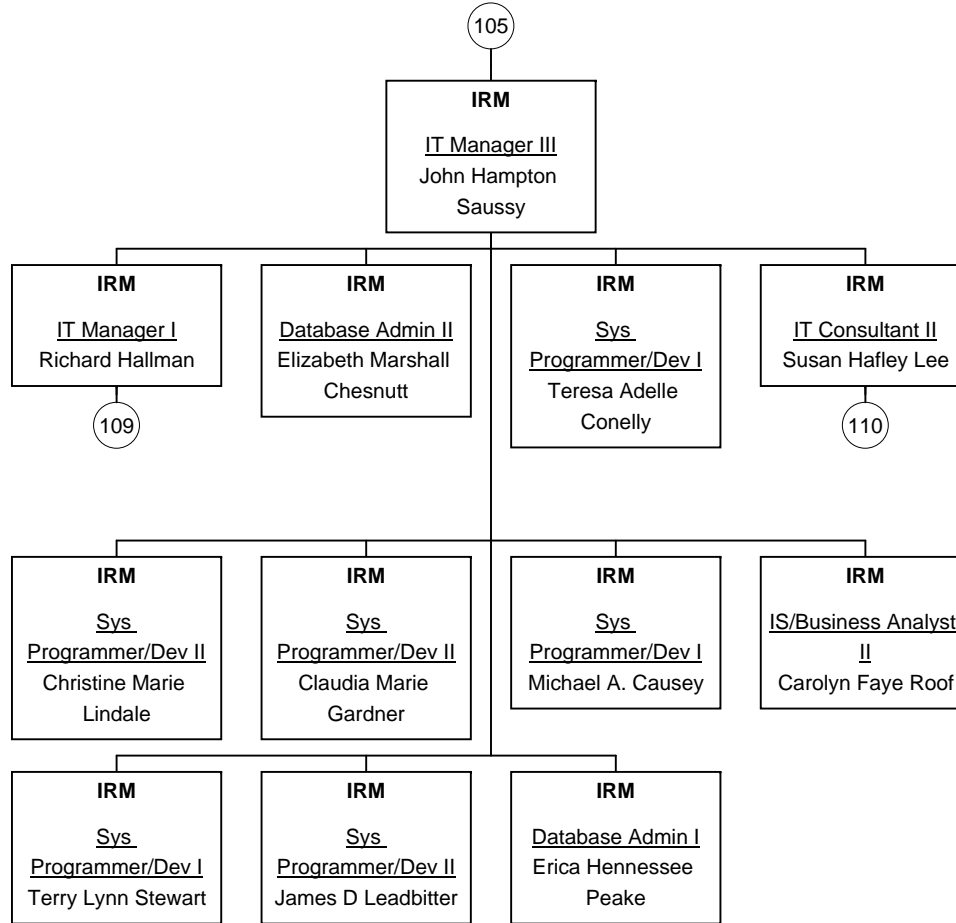 105
IRM
IT Manager III
John Hampton
Saussy
IRM
IT Manager I
Richard Hallman
109
IRM
Database Admin II
Elizabeth Marshall
Chesnutt
IRM
Sys
Programmer/Dev I
Teresa Adelle
Conelly
IRM
IT Consultant II
Susan Hafley Lee
110
IRM
Sys
Programmer/Dev II
Christine Marie
Lindale
IRM
Sys
Programmer/Dev II
Claudia Marie
Gardner
IRM
Sys
Programmer/Dev I
Michael A. Causey
IRM
IS/Business Analyst
II
Carolyn Faye Roof
IRM
Sys
Programmer/Dev I
Terry Lynn Stewart
IRM
Sys
Programmer/Dev II
James D Leadbitter
IRM
Database Admin I
Erica Hennessee
Peake